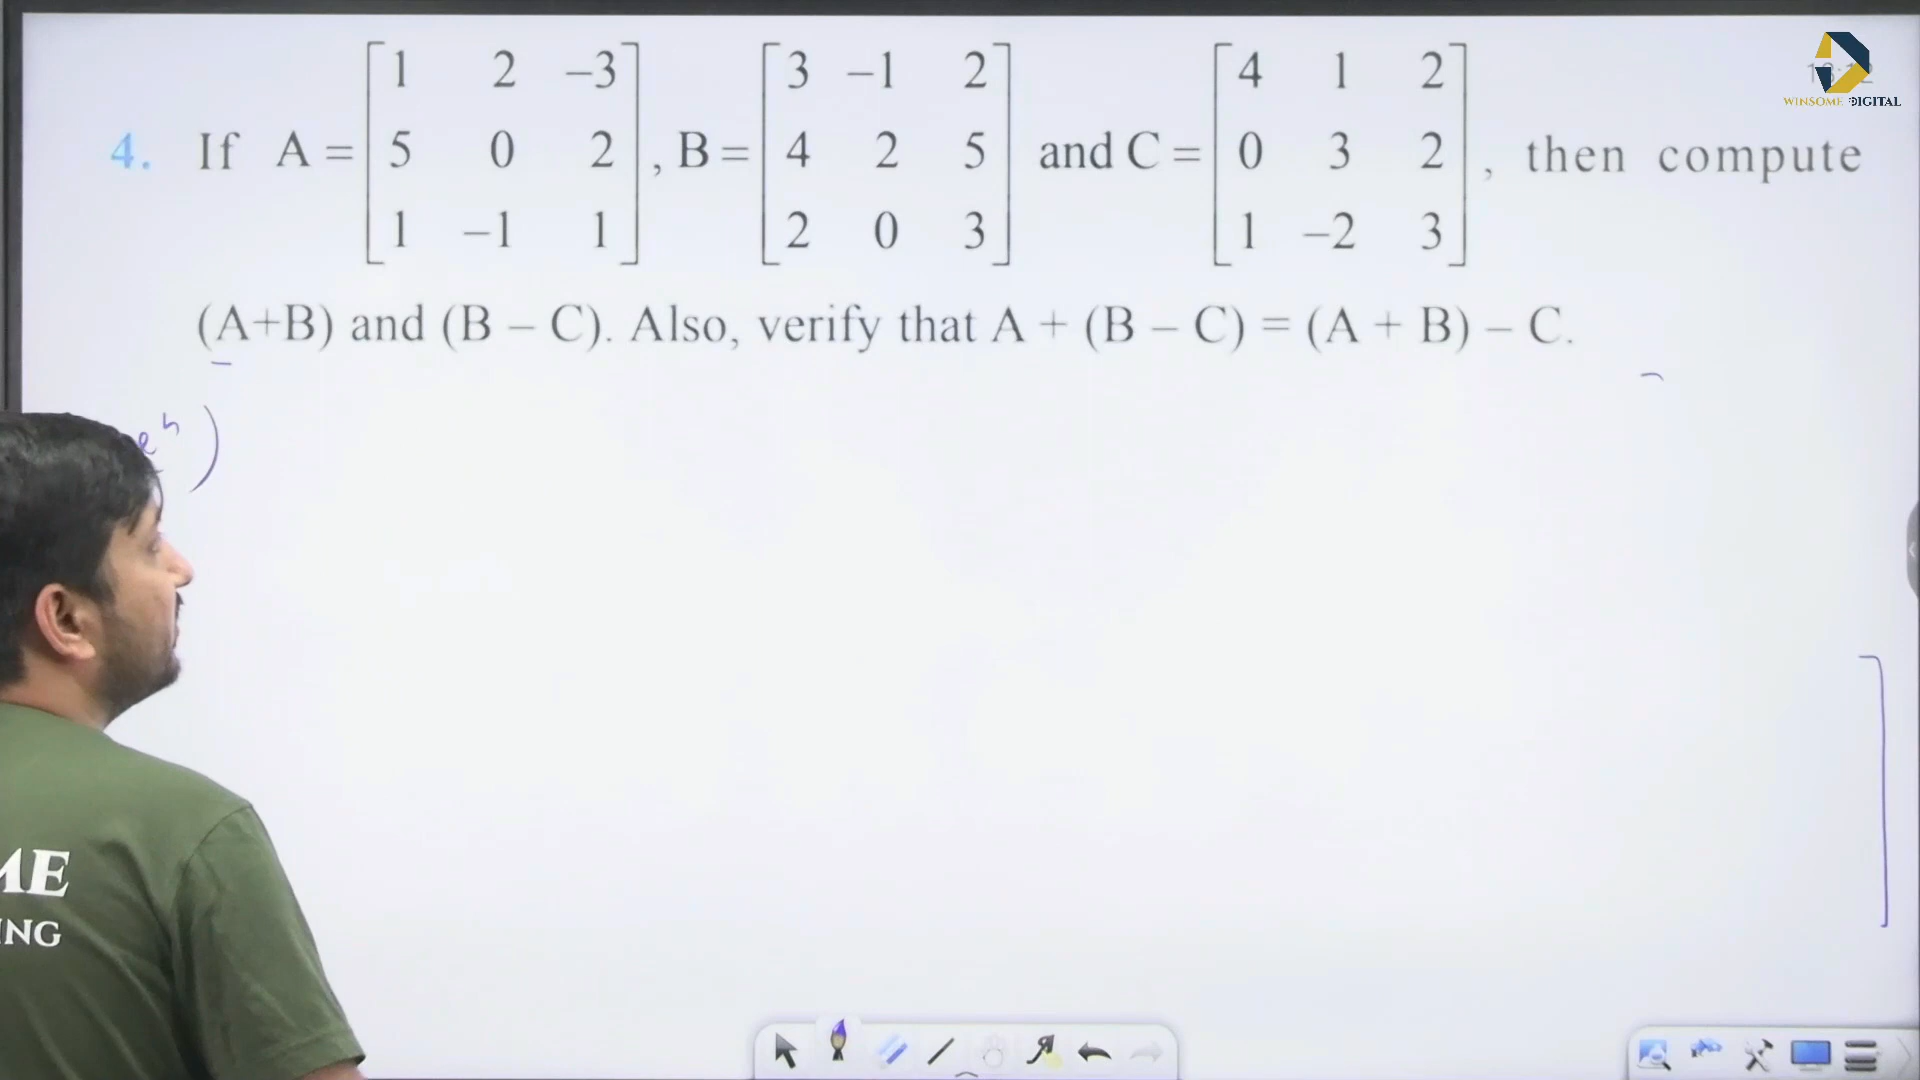 WINSOME DIGITAL
4. If A = [1 2 –3; 5 0 2; 1 –1 1], B = [3 –1 2; 4 2 5; 2 0 3] and C = [4 1 2; 0 3 2; 1 –2 3], then compute
(A+B) and (B – C). Also, verify that A + (B – C) = (A + B) – C.
ME
NG